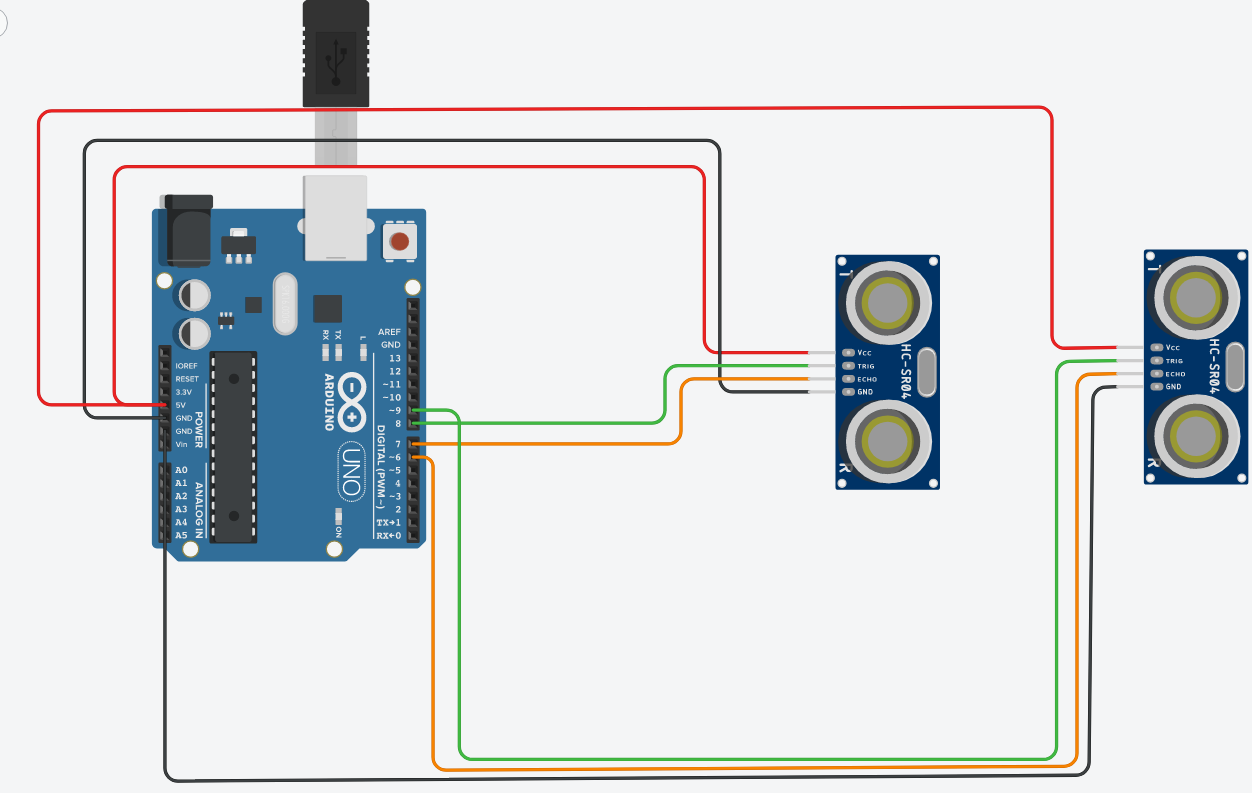 AREF
GND
13
12
~11
~10
~9
8
7
~6
~5
4
~3
2
TX→1
RX←0
DIGITAL (PWM~)
RX
TX
L
ARDUINO
UNO
ON
IOREF
RESET
3.3V
5V
GND
GND
Vin
POWER
A0
A1
A2
A3
A4
A5
ANALOG IN
T
Vcc
TRIG
ECHO
GND
HC-SR04
R
T
Vcc
TRIG
ECHO
GND
HC-SR04
R